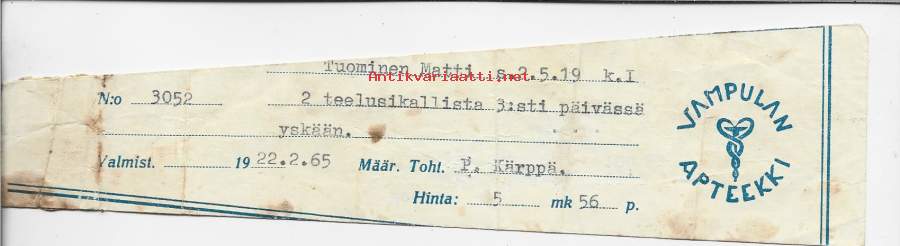 Tuominen Matti s.2.5.19 k.I
Antikvariaatti.net
N:o 3052 2 teelusikallista 3:sti päivässä
yskään.
Valmist. 19 22.2.65 Määr. Toht. P. Kärppä.
Hinta: 5 mk 56 p.
VAMPULAN
APTEEKKI